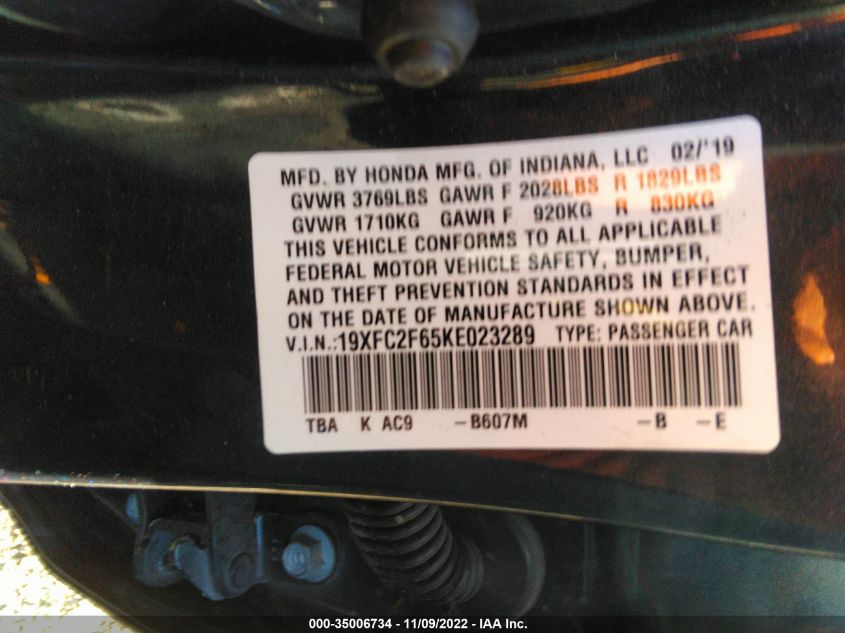 MFD. BY HONDA MFG. OF INDIANA, LLC 02/'19
GVWR 3769LBS GAWR F 2028LBS R 1829LBS
GVWR 1710KG GAWR F 920KG R 830KG
THIS VEHICLE CONFORMS TO ALL APPLICABLE
FEDERAL MOTOR VEHICLE SAFETY, BUMPER,
AND THEFT PREVENTION STANDARDS IN EFFECT
ON THE DATE OF MANUFACTURE SHOWN ABOVE.
V.I.N.:19XFC2F65KE023289 TYPE: PASSENGER CAR
TBA K AC9 -B607M -B -E
000-35006734 - 11/09/2022 - IAA Inc.